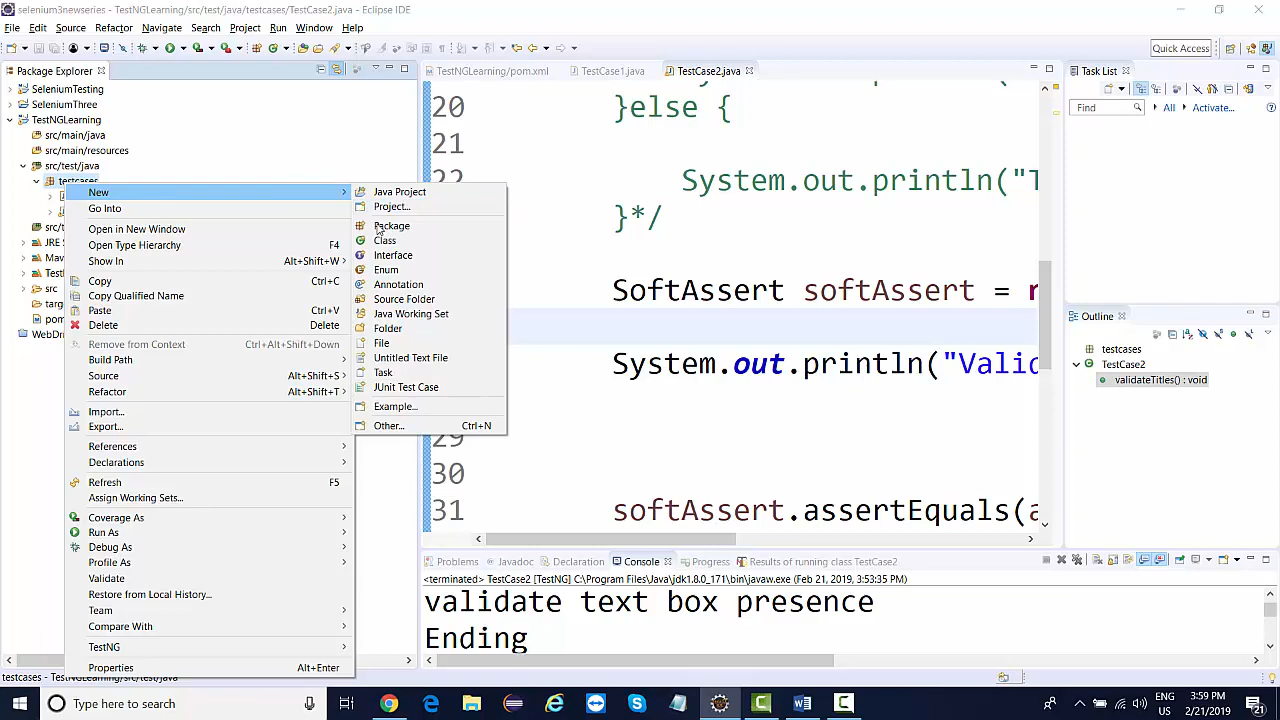 selenium3newseries - TestNGLearning/src/test/java/testcases/TestCase2.java - Eclipse IDE
File Edit Source Refactor Navigate Search Project Run Window Help
Quick Access
Package Explorer
SeleniumTesting
SeleniumThree
TestNGLearning
src/main/java
src/main/resources
src/test/java
testcases
JRE S
Mav
Test
src
targ
pom
WebDri
New
Go Into
Open in New Window
Open Type Hierarchy F4
Show In Alt+Shift+W
Copy Ctrl+C
Copy Qualified Name
Paste Ctrl+V
Delete Delete
Remove from Context Ctrl+Alt+Shift+Down
Build Path
Source Alt+Shift+S
Refactor Alt+Shift+T
Import...
Export...
References
Declarations
Refresh F5
Assign Working Sets...
Coverage As
Run As
Debug As
Profile As
Validate
Restore from Local History...
Team
Compare With
TestNG
Properties Alt+Enter
Java Project
Project...
Package
Class
Interface
Enum
Annotation
Source Folder
Java Working Set
Folder
File
Untitled Text File
Task
JUnit Test Case
Example...
Other... Ctrl+N
TestNGLearning/pom.xml TestCase1.java TestCase2.java
20 }else {
21
22 System.out.println("T
}*/
SoftAssert softAssert =
System.out.println("Valid
29
30
31 softAssert.assertEquals(a
Task List
Find All Activate...
Outline
testcases
TestCase2
validateTitles() : void
Problems Javadoc Declaration Console Progress Results of running class TestCase2
<terminated> TestCase2 [TestNG] C:\Program Files\Java\jdk1.8.0_171\bin\javaw.exe (Feb 21, 2019, 3:53:35 PM)
validate text box presence
Ending
testcases - TestNGLearning/src/test/java
Type here to search
ENG
US
3:59 PM
2/21/2019
21